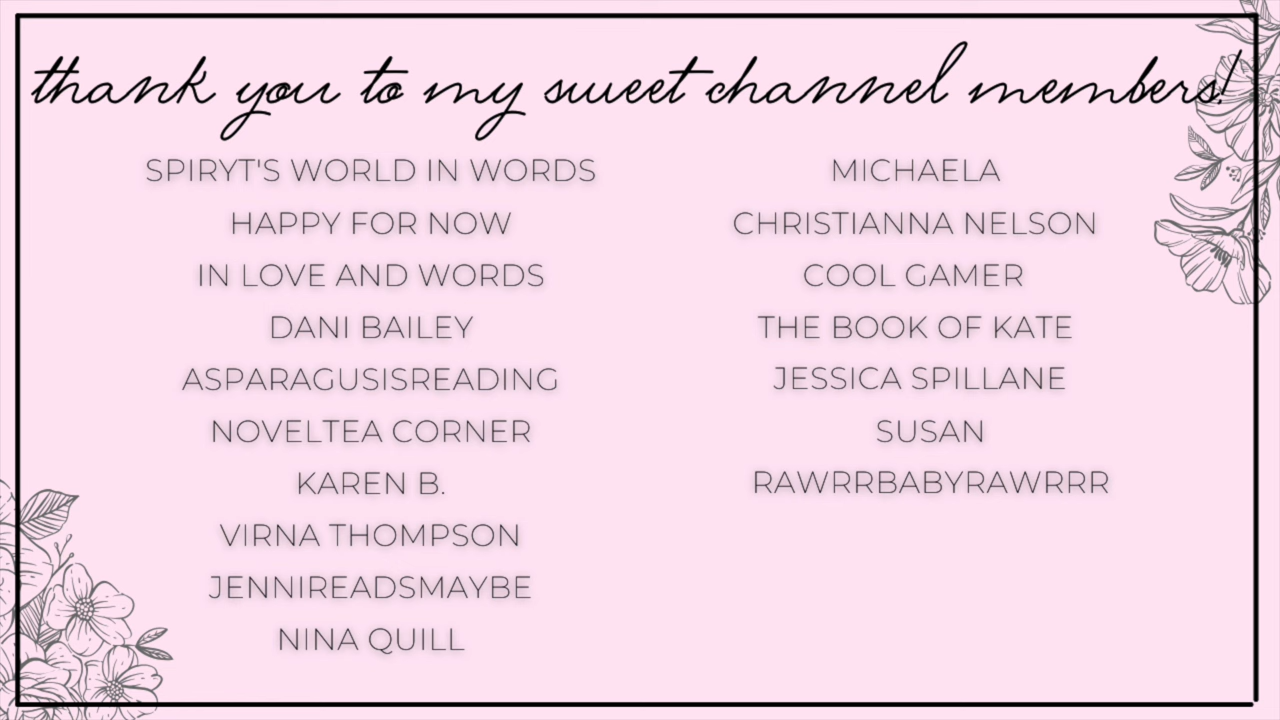 thank you to my sweet channel members!
SPIRYT'S WORLD IN WORDS
HAPPY FOR NOW
IN LOVE AND WORDS
DANI BAILEY
ASPARAGUSISREADING
NOVELTEA CORNER
KAREN B.
VIRNA THOMPSON
JENNIREADSMAYBE
NINA QUILL
MICHAELA
CHRISTIANNA NELSON
COOL GAMER
THE BOOK OF KATE
JESSICA SPILLANE
SUSAN
RAWRRBABYRAWRRR